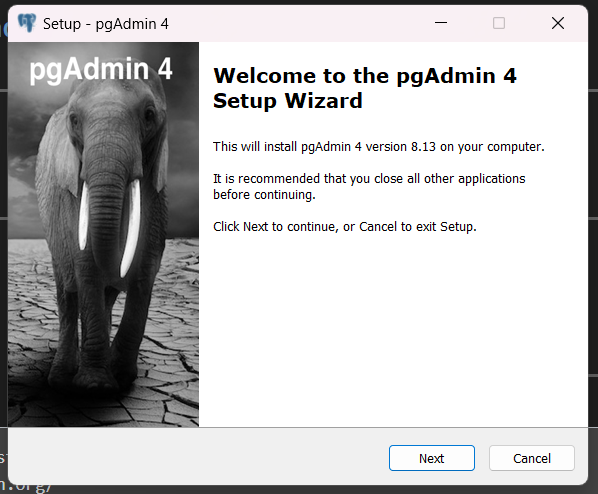 Setup - pgAdmin 4
pgAdmin 4
Welcome to the pgAdmin 4
Setup Wizard
This will install pgAdmin 4 version 8.13 on your computer.
It is recommended that you close all other applications
before continuing.
Click Next to continue, or Cancel to exit Setup.
Next
Cancel